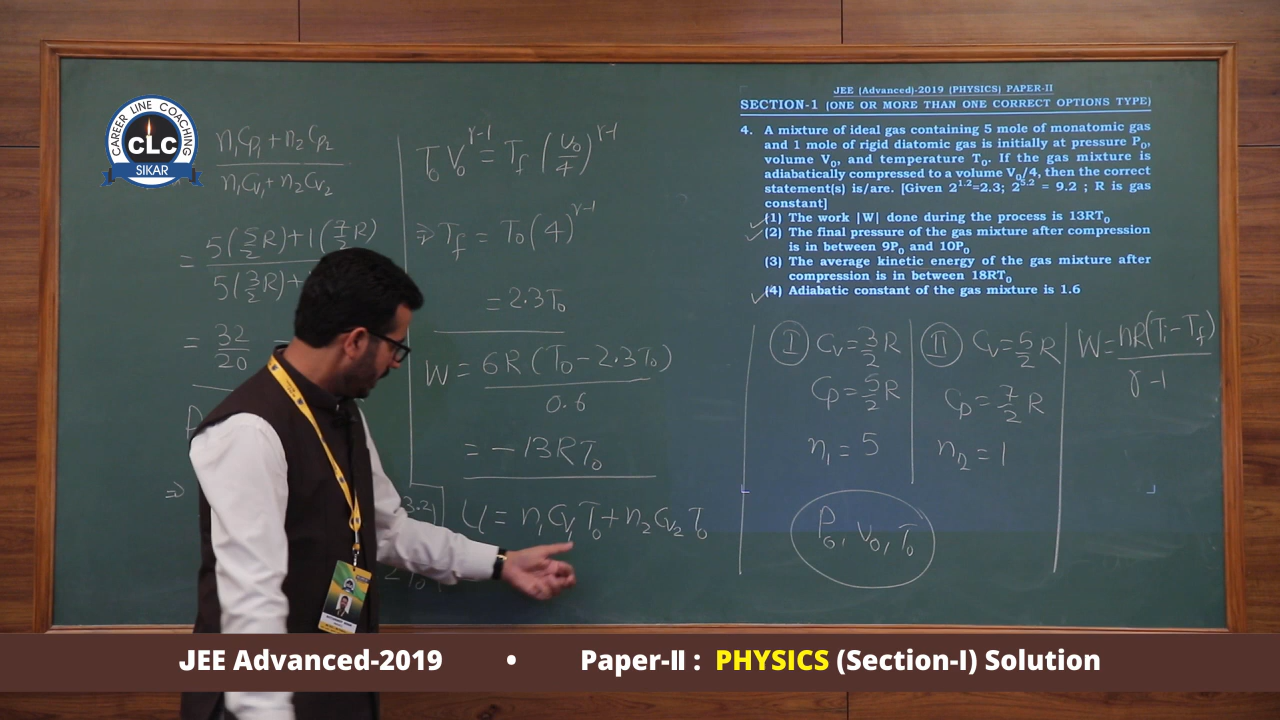 CAREER LINE COACHING
CLC
SIKAR
n₁Cp₁ + n₂Cp₂
n₁Cv₁ + n₂Cv₂
= 5(5/2 R) + 1(7/2 R)
5(3/2 R) +
= 32/20
⇒
T₀V₀^(γ-1) = T_f (V₀/4)^(γ-1)
⇒ T_f = T₀(4)^(γ-1)
= 2.3T₀
W = 6R(T₀ - 2.3T₀)
0.6
= -13RT₀
3.2
U = n₁Cv₁T₀ + n₂Cv₂T₀
JEE (Advanced)-2019 (PHYSICS) PAPER-II
SECTION-1 (ONE OR MORE THAN ONE CORRECT OPTIONS TYPE)
4. A mixture of ideal gas containing 5 mole of monatomic gas
and 1 mole of rigid diatomic gas is initially at pressure P₀,
volume V₀, and temperature T₀. If the gas mixture is
adiabatically compressed to a volume V₀/4, then the correct
statement(s) is/are. [Given 2^1.2=2.3; 2^5.2 = 9.2 ; R is gas
constant]
(1) The work |W| done during the process is 13RT₀
(2) The final pressure of the gas mixture after compression
is in between 9P₀ and 10P₀
(3) The average kinetic energy of the gas mixture after
compression is in between 18RT₀
(4) Adiabatic constant of the gas mixture is 1.6
I Cv = 3/2 R
Cp = 5/2 R
n₁ = 5
II Cv = 5/2 R
Cp = 7/2 R
n₂ = 1
W = nR(Ti - T_f)
γ - 1
P₀, V₀, T₀
JEE Advanced-2019 • Paper-II : PHYSICS (Section-I) Solution